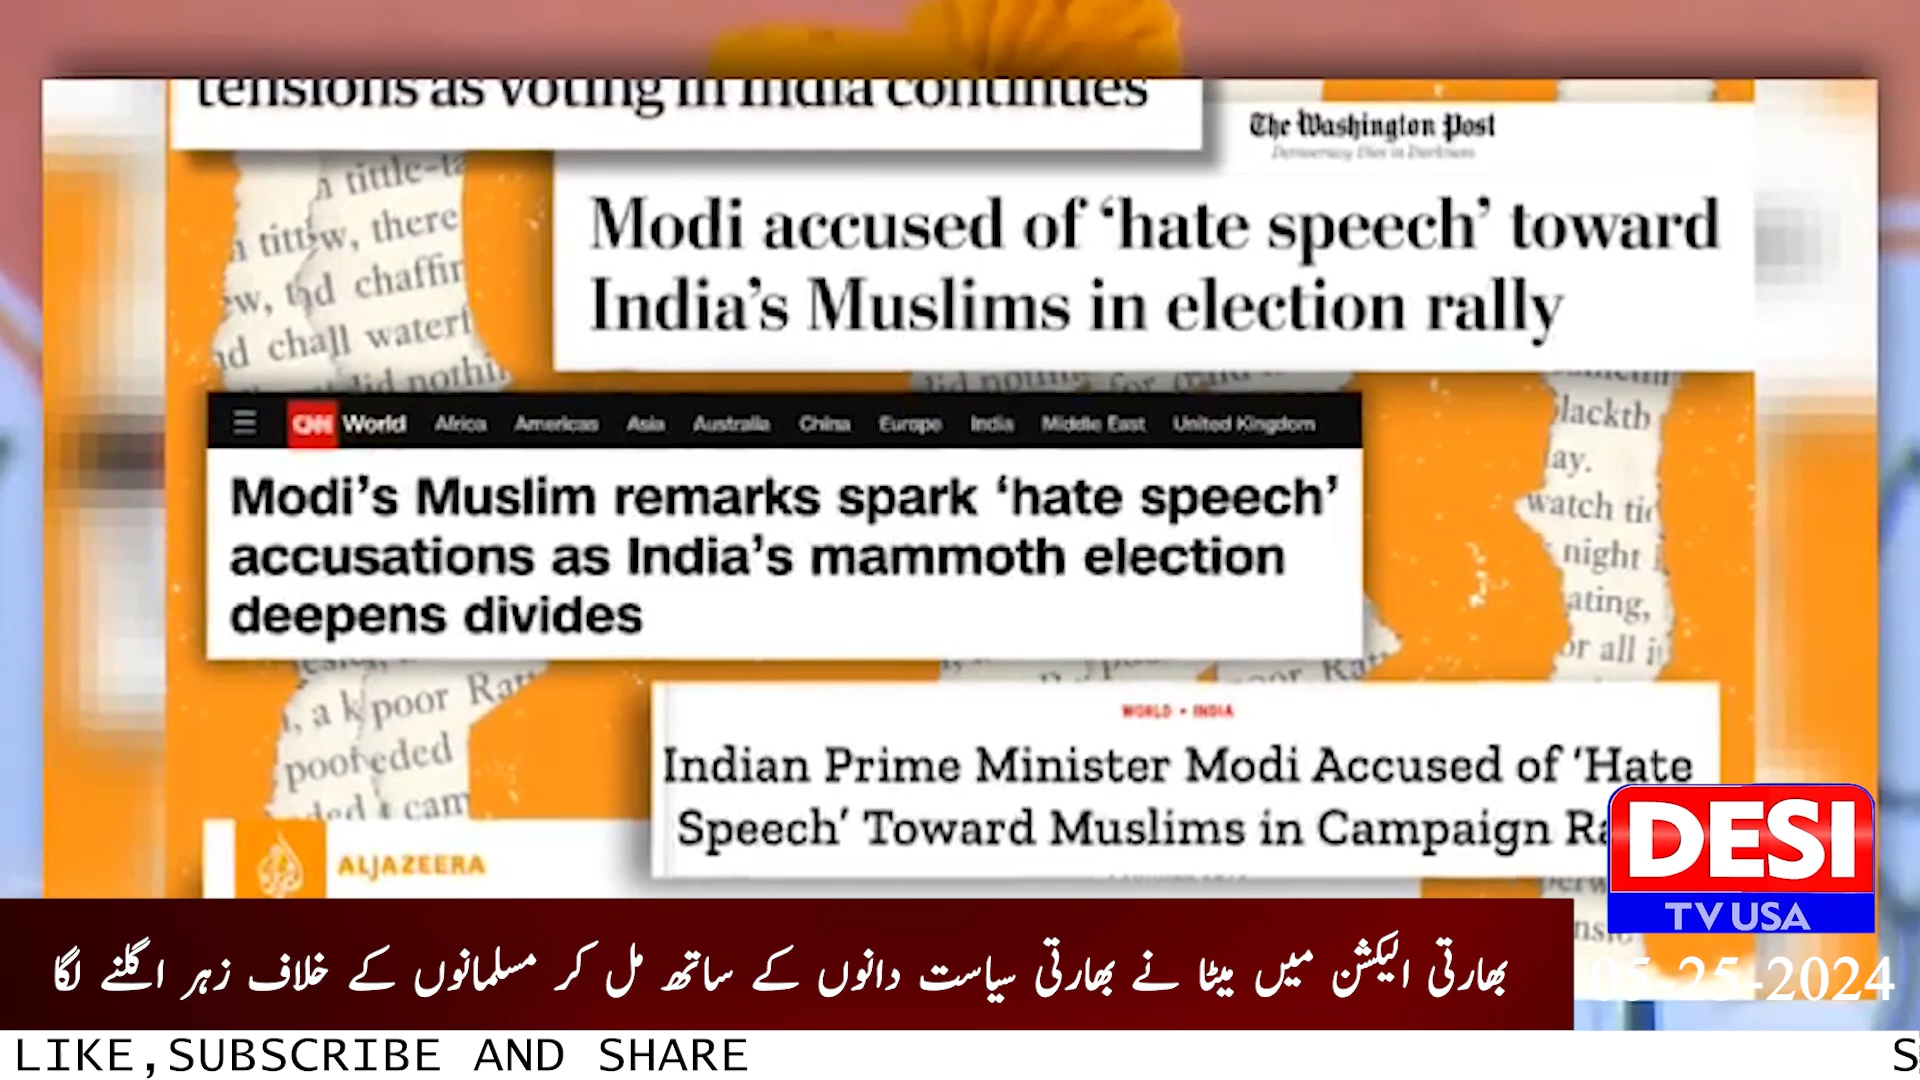 tensions as voting in India continues
The Washington Post
Democracy Dies in Darkness
Modi accused of ‘hate speech’ toward
India’s Muslims in election rally
CNN World Africa Americas Asia Australia China Europe India Middle East United Kingdom
Modi’s Muslim remarks spark ‘hate speech’
accusations as India’s mammoth election
deepens divides
WORLD • INDIA
Indian Prime Minister Modi Accused of ‘Hate
Speech’ Toward Muslims in Campaign Ra
ALJAZEERA
DESI
TV USA
بھارتی الیکشن میں میٹا نے بھارتی سیاست دانوں کے ساتھ مل کر مسلمانوں کے خلاف زہر اگلنے لگا
05-25-2024
LIKE,SUBSCRIBE AND SHARE
S